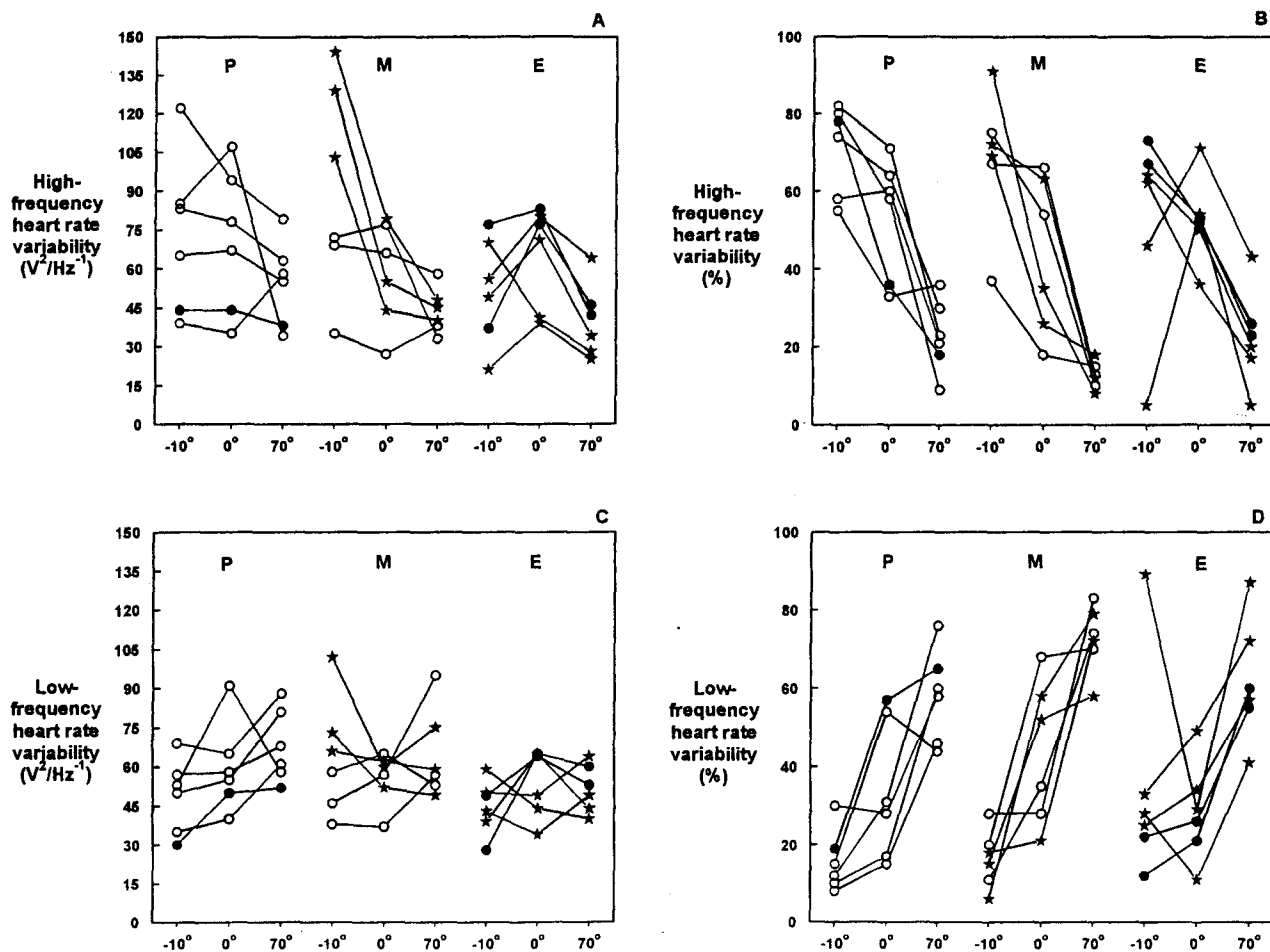 A
150
135
120
105
90
75
60
45
30
15
0
P M E
High-
frequency
heart rate
variability
(V²/Hz⁻¹)
-10° 0° 70° -10° 0° 70° -10° 0° 70°
B
100
80
60
40
20
0
P M E
High-
frequency
heart rate
variability
(%)
-10° 0° 70° -10° 0° 70° -10° 0° 70°
C
150
135
120
105
90
75
60
45
30
15
0
P M E
Low-
frequency
heart rate
variability
(V²/Hz⁻¹)
-10° 0° 70° -10° 0° 70° -10° 0° 70°
D
100
80
60
40
20
0
P M E
Low-
frequency
heart rate
variability
(%)
-10° 0° 70° -10° 0° 70° -10° 0° 70°